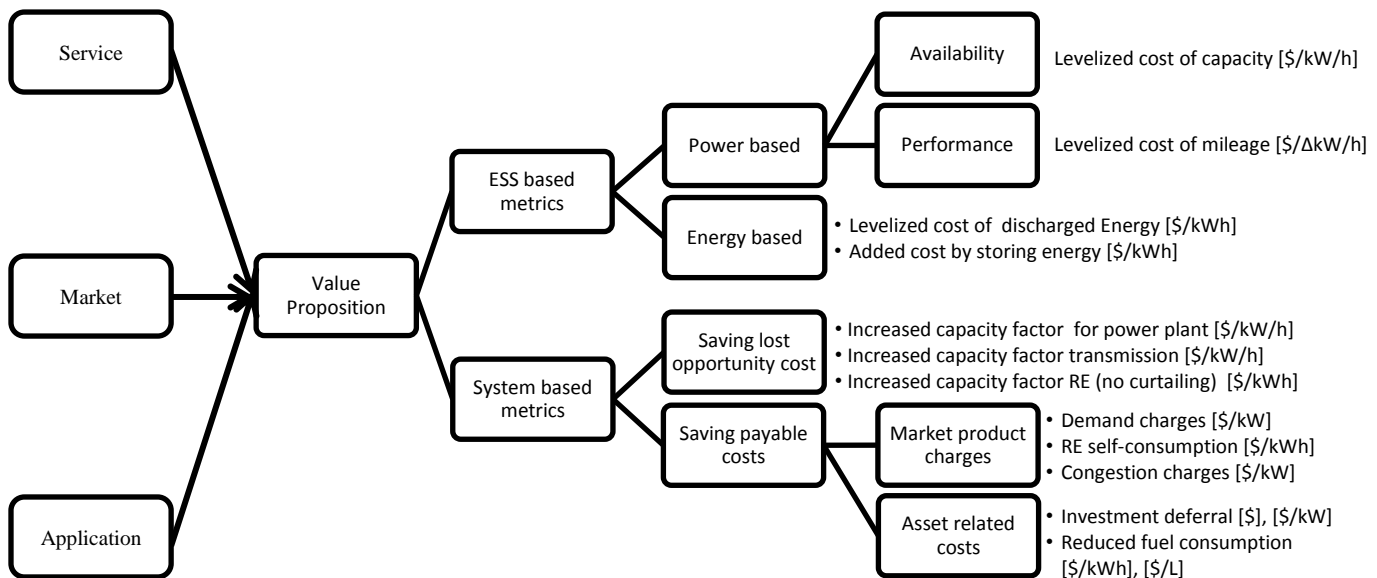 Service
Market
Application
Value
Proposition
ESS based
metrics
System based
metrics
Power based
Energy based
Saving lost
opportunity cost
Saving payable
costs
Availability
Levelized cost of capacity [$/kW/h]
Performance
Levelized cost of mileage [$/ΔkW/h]
• Levelized cost of discharged Energy [$/kWh]
• Added cost by storing energy [$/kWh]
• Increased capacity factor for power plant [$/kW/h]
• Increased capacity factor transmission [$/kW/h]
• Increased capacity factor RE (no curtailing) [$/kWh]
Market product
charges
• Demand charges [$/kW]
• RE self-consumption [$/kWh]
• Congestion charges [$/kW]
Asset related
costs
• Investment deferral [$], [$/kW]
• Reduced fuel consumption
[$/kWh], [$/L]